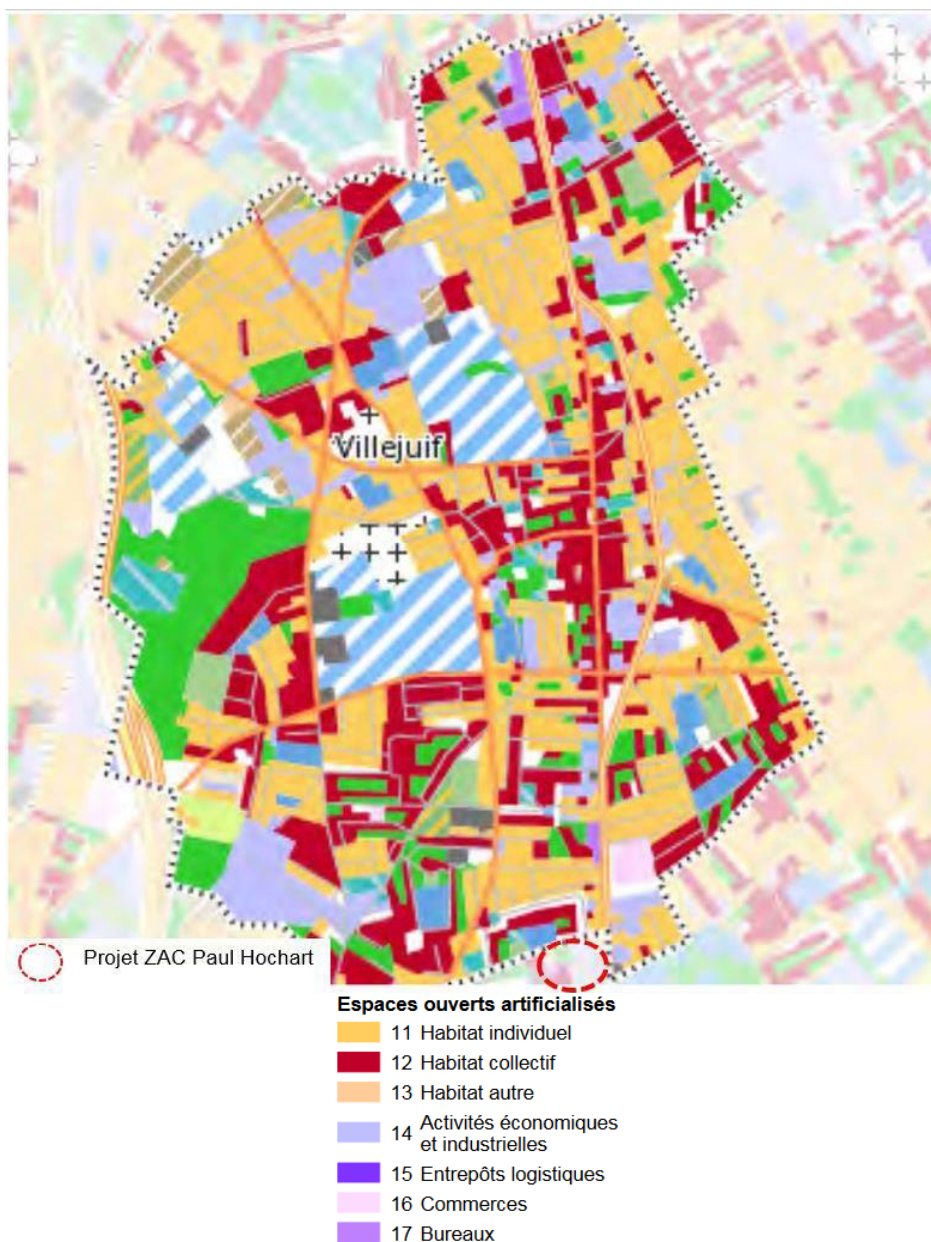 Villejuif
Projet ZAC Paul Hochart
Espaces ouverts artificialisés
11 Habitat individuel
12 Habitat collectif
13 Habitat autre
14 Activités économiques
et industrielles
15 Entrepôts logistiques
16 Commerces
17 Bureaux